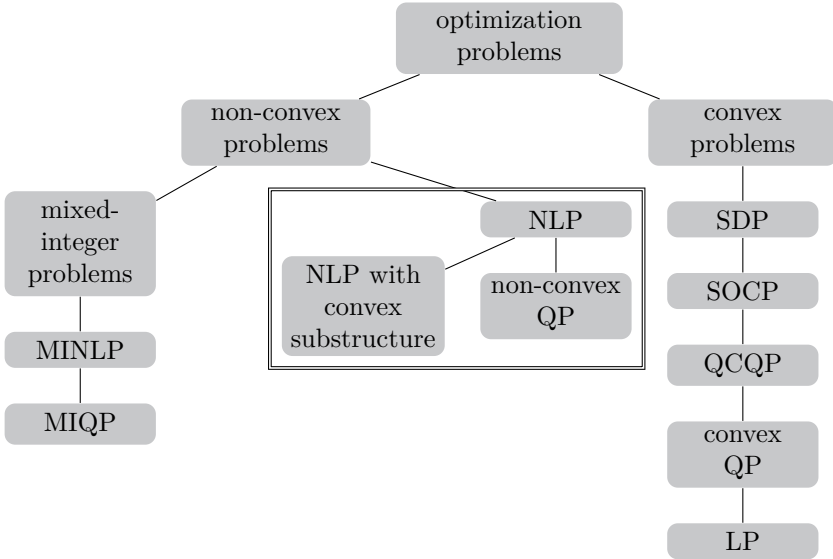 optimization
problems
non-convex
problems
convex
problems
mixed-
integer
problems
NLP
SDP
NLP with
convex
substructure
non-convex
QP
SOCP
MINLP
QCQP
MIQP
convex
QP
LP